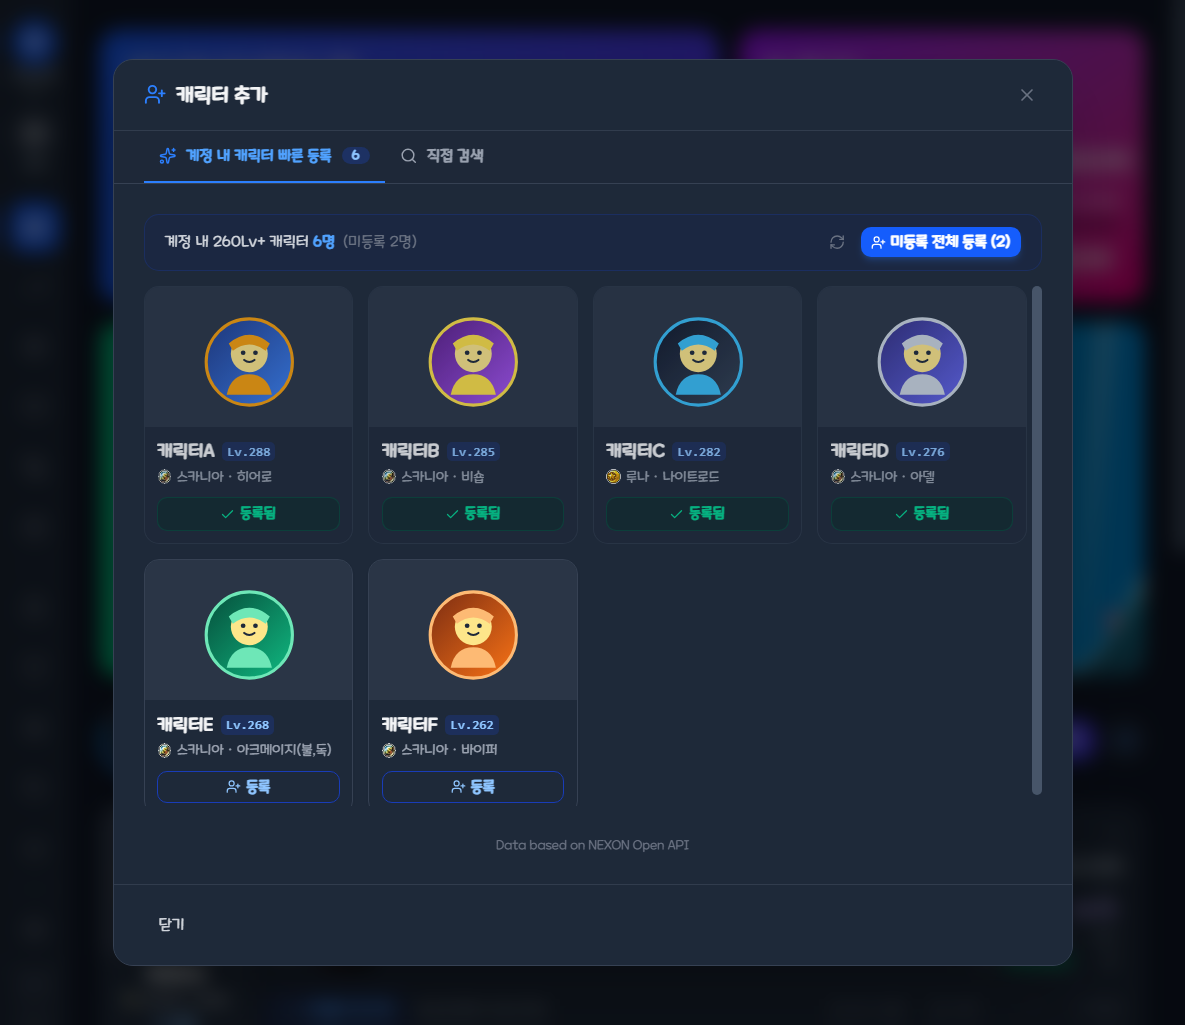 캐릭터 추가
계정 내 캐릭터 빠른 등록 6 직접 검색
계정 내 260Lv+ 캐릭터 6명 (미등록 2명) 미등록 전체 등록 (2)
캐릭터A Lv.288
스카니아 · 히어로
등록됨
캐릭터B Lv.285
스카니아 · 비숍
등록됨
캐릭터C Lv.282
루나 · 나이트로드
등록됨
캐릭터D Lv.276
스카니아 · 아델
등록됨
캐릭터E Lv.268
스카니아 · 아크메이지(불,독)
등록
캐릭터F Lv.262
스카니아 · 바이퍼
등록
Data based on NEXON Open API
닫기